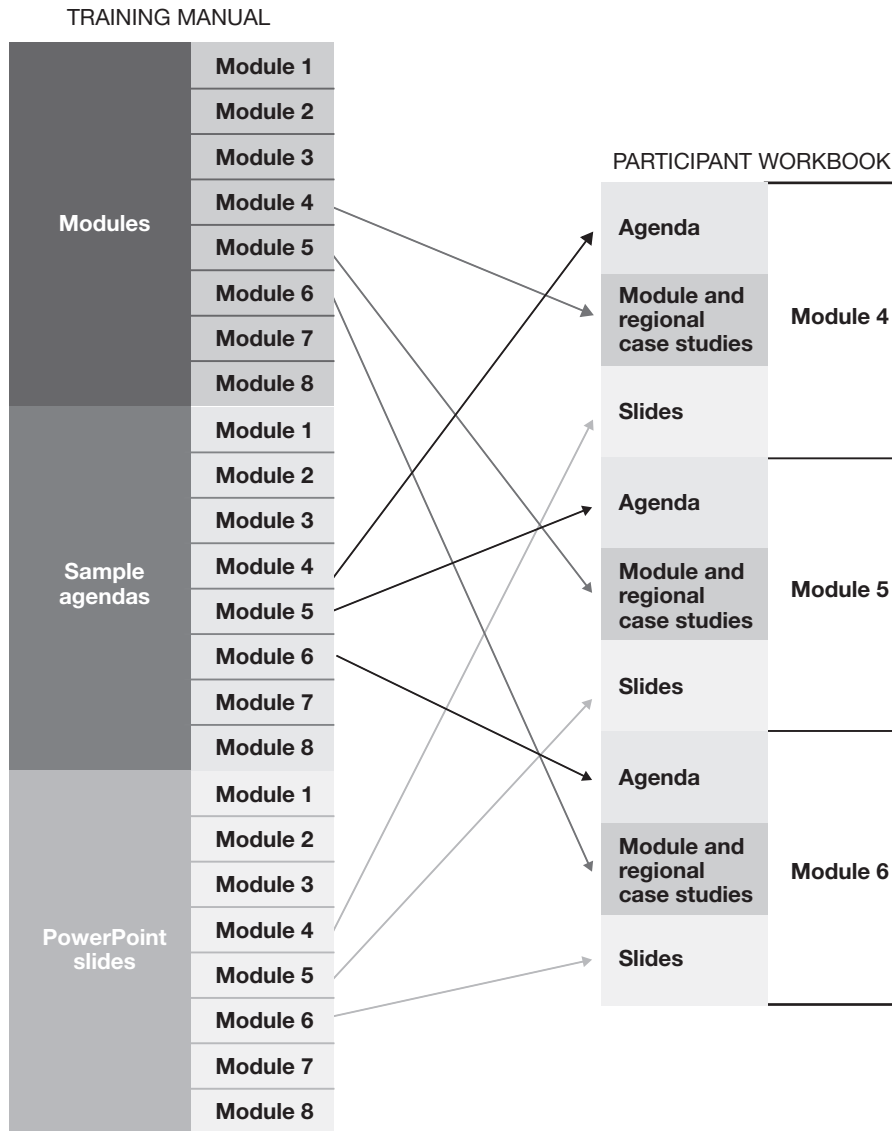 TRAINING MANUAL
Modules
Module 1
Module 2
Module 3
Module 4
Module 5
Module 6
Module 7
Module 8
Sample
agendas
Module 1
Module 2
Module 3
Module 4
Module 5
Module 6
Module 7
Module 8
PowerPoint
slides
Module 1
Module 2
Module 3
Module 4
Module 5
Module 6
Module 7
Module 8
PARTICIPANT WORKBOOK
Agenda
Module and
regional
case studies
Slides
Module 4
Agenda
Module and
regional
case studies
Slides
Module 5
Agenda
Module and
regional
case studies
Slides
Module 6